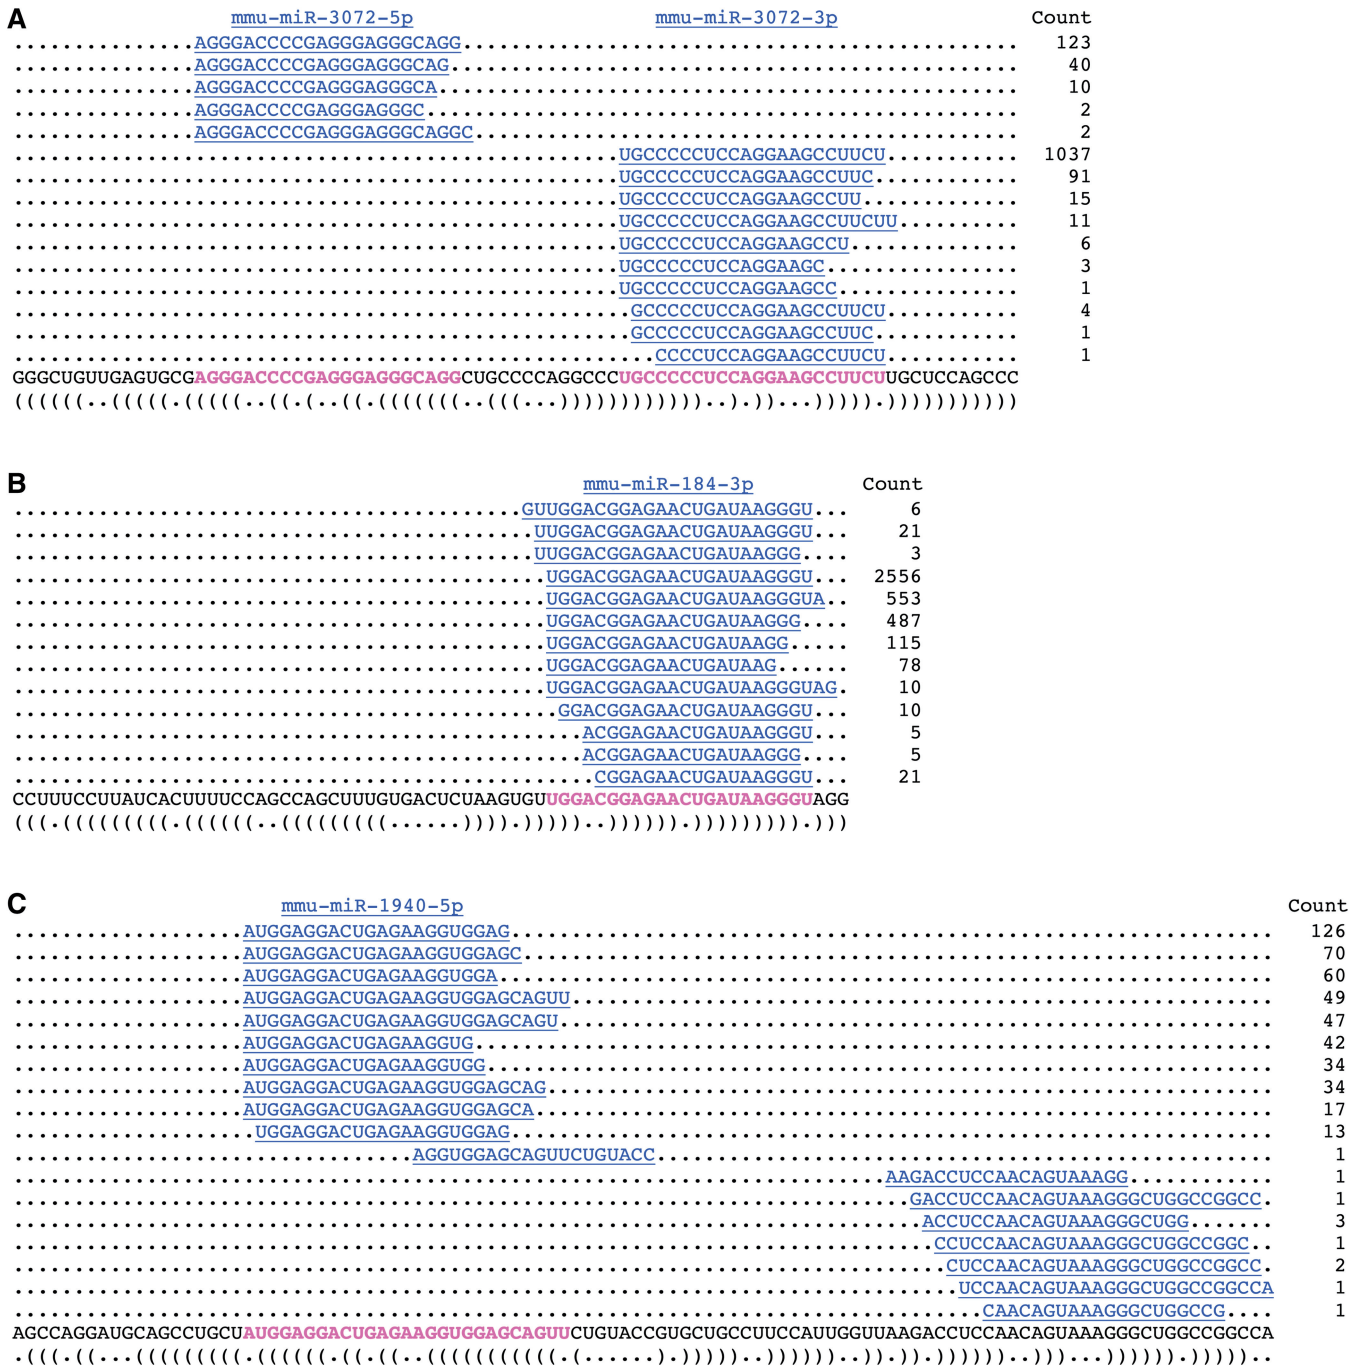 A
mmu-miR-3072-5p mmu-miR-3072-3p Count
...............AGGGACCCCGAGGGAGGGCAGG.............................................. 123
...............AGGGACCCCGAGGGAGGGCAG............................................... 40
...............AGGGACCCCGAGGGAGGGCA................................................ 10
...............AGGGACCCCGAGGGAGGGC................................................. 2
...............AGGGACCCCGAGGGAGGGCAGGC............................................. 2
..................................................UGCCCCCUCCAGGAAGCCUUCU........... 1037
..................................................UGCCCCCUCCAGGAAGCCUUC............ 91
..................................................UGCCCCCUCCAGGAAGCCUU............. 15
..................................................UGCCCCCUCCAGGAAGCCUUCUU.......... 11
..................................................UGCCCCCUCCAGGAAGCCU.............. 6
..................................................UGCCCCCUCCAGGAAGC................ 3
..................................................UGCCCCCUCCAGGAAGCC............... 1
...................................................GCCCCCUCCAGGAAGCCUUCU........... 4
...................................................GCCCCCUCCAGGAAGCCUUC............ 1
.....................................................CCCCUCCAGGAAGCCUUCU........... 1
GGGCUGUUGAGUGCGAGGGACCCCGAGGGAGGGCAGGCUGCCCCAGGCCCUGCCCCCUCCAGGAAGCCUUCUUGCUCCAGCCC
((((((..(((((.(((((..((.(..((.(((((((..(((...))))))))))))..).))...))))).)))))))))))
B
mmu-miR-184-3p Count
..........................................GUUGGACGGAGAACUGAUAAGGGU... 6
...........................................UUGGACGGAGAACUGAUAAGGGU... 21
...........................................UUGGACGGAGAACUGAUAAGGG.... 3
............................................UGGACGGAGAACUGAUAAGGGU... 2556
............................................UGGACGGAGAACUGAUAAGGGUA.. 553
............................................UGGACGGAGAACUGAUAAGGG.... 487
............................................UGGACGGAGAACUGAUAAGG..... 115
............................................UGGACGGAGAACUGAUAAG...... 78
............................................UGGACGGAGAACUGAUAAGGGUAG. 10
.............................................GGACGGAGAACUGAUAAGGGU... 10
...............................................ACGGAGAACUGAUAAGGGU... 5
...............................................ACGGAGAACUGAUAAGGG.... 5
................................................CGGAGAACUGAUAAGGGU... 21
CCUUUCCUUAUCACUUUUCCAGCCAGCUUUGUGACUCUAAGUGUUGGACGGAGAACUGAUAAGGGUAGG
(((.(((((((((.((((((..(((((((((......)))).)))))..)))))).))))))))).)))
C
mmu-miR-1940-5p Count
...................AUGGAGGACUGAGAAGGUGGAG............................................................... 126
...................AUGGAGGACUGAGAAGGUGGAGC.............................................................. 70
...................AUGGAGGACUGAGAAGGUGGA................................................................ 60
...................AUGGAGGACUGAGAAGGUGGAGCAGUU.......................................................... 49
...................AUGGAGGACUGAGAAGGUGGAGCAGU........................................................... 47
...................AUGGAGGACUGAGAAGGUG.................................................................. 42
...................AUGGAGGACUGAGAAGGUGG................................................................. 34
...................AUGGAGGACUGAGAAGGUGGAGCAG............................................................ 34
...................AUGGAGGACUGAGAAGGUGGAGCA............................................................. 17
....................UGGAGGACUGAGAAGGUGGAG............................................................... 13
.................................AGGUGGAGCAGUUCUGUACC................................................... 1
........................................................................AAGACCUCCAACAGUAAAGG............ 1
..........................................................................GACCUCCAACAGUAAAGGGCUGGCCGGCC. 1
...........................................................................ACCUCCAACAGUAAAGGGCUGG....... 3
............................................................................CCUCCAACAGUAAAGGGCUGGCCGGC.. 1
.............................................................................CUCCAACAGUAAAGGGCUGGCCGGCC. 2
..............................................................................UCCAACAGUAAAGGGCUGGCCGGCCA 1
................................................................................CAACAGUAAAGGGCUGGCCG.... 1
AGCCAGGAUGCAGCCUGCUAUGGAGGACUGAGAAGGUGGAGCAGUUCUGUACCGUGCUGCCUUCCAUUGGUUAAGACCUCCAACAGUAAAGGGCUGGCCGGCCA
.(((.((...(((((((((.((((((.((.((..(((((((((((.(......).))))).))))))..)).)).))))))..)))...)))))).)))))..